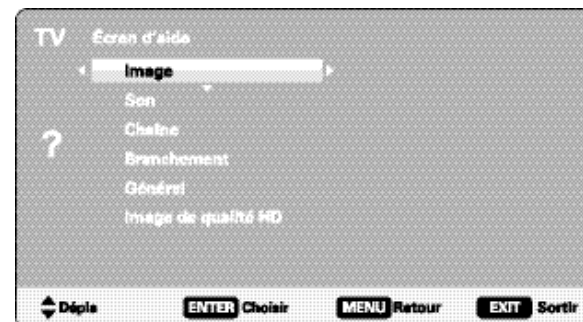 TV Écran d'aide
Image
Son
Chaîne
?
Branchement
Général
Image de qualité HD
Dépla ENTER Choisir MENU Retour EXIT Sortir